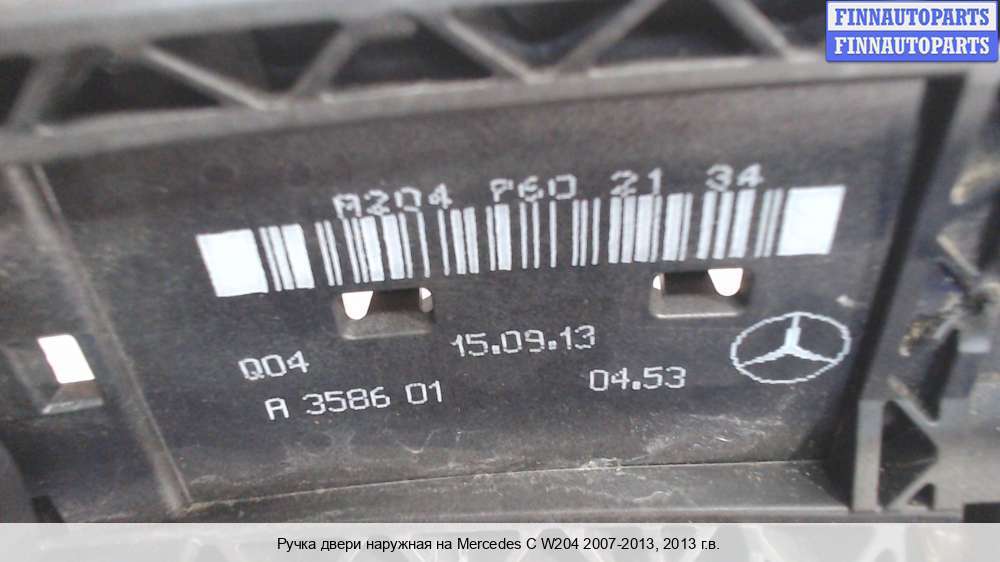 FINNAUTOPARTS
FINNAUTOPARTS
A204 P60 21 34
Q04 15.09.13
A 3586 01 04.53
Ручка двери наружная на Mercedes C W204 2007-2013, 2013 г.в.